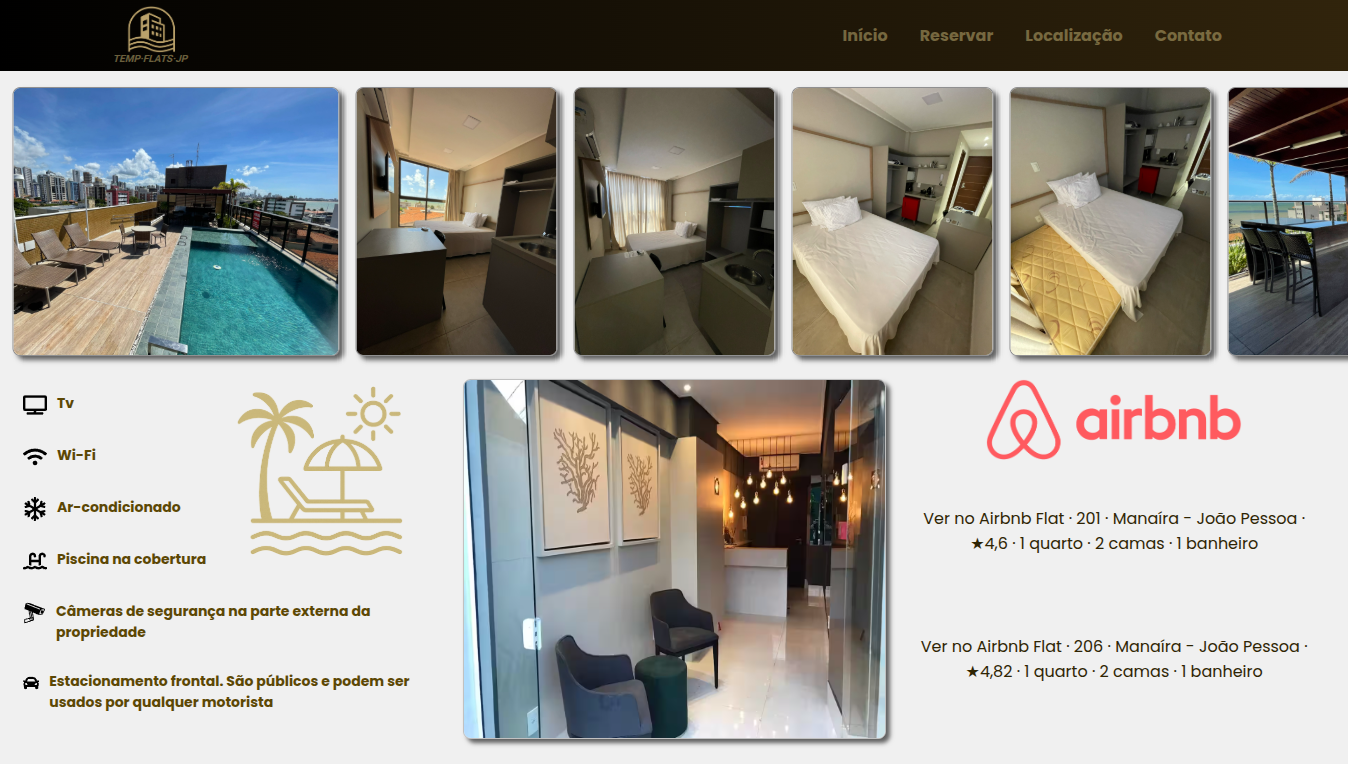 TEMP·FLATS·JP
Início
Reservar
Localização
Contato
Tv
Wi-Fi
Ar-condicionado
Piscina na cobertura
Câmeras de segurança na parte externa da
propriedade
Estacionamento frontal. São públicos e podem ser
usados por qualquer motorista
airbnb
Ver no Airbnb Flat · 201 · Manaíra - João Pessoa ·
★4,6 · 1 quarto · 2 camas · 1 banheiro
Ver no Airbnb Flat · 206 · Manaíra - João Pessoa ·
★4,82 · 1 quarto · 2 camas · 1 banheiro